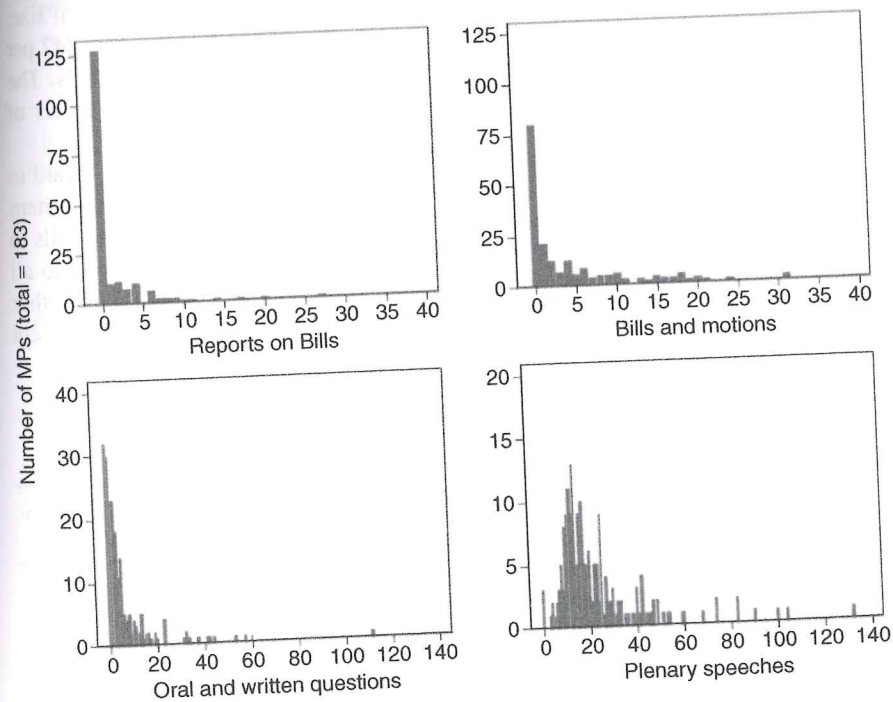 Number of MPs (total = 183)
125
100
75
50
25
0
0 5 10 15 20 25 30 35 40
Reports on Bills
125
100
75
50
25
0
0 5 10 15 20 25 30 35 40
Bills and motions
40
30
20
10
0
0 20 40 60 80 100 120 140
Oral and written questions
20
15
10
5
0
0 20 40 60 80 100 120 140
Plenary speeches